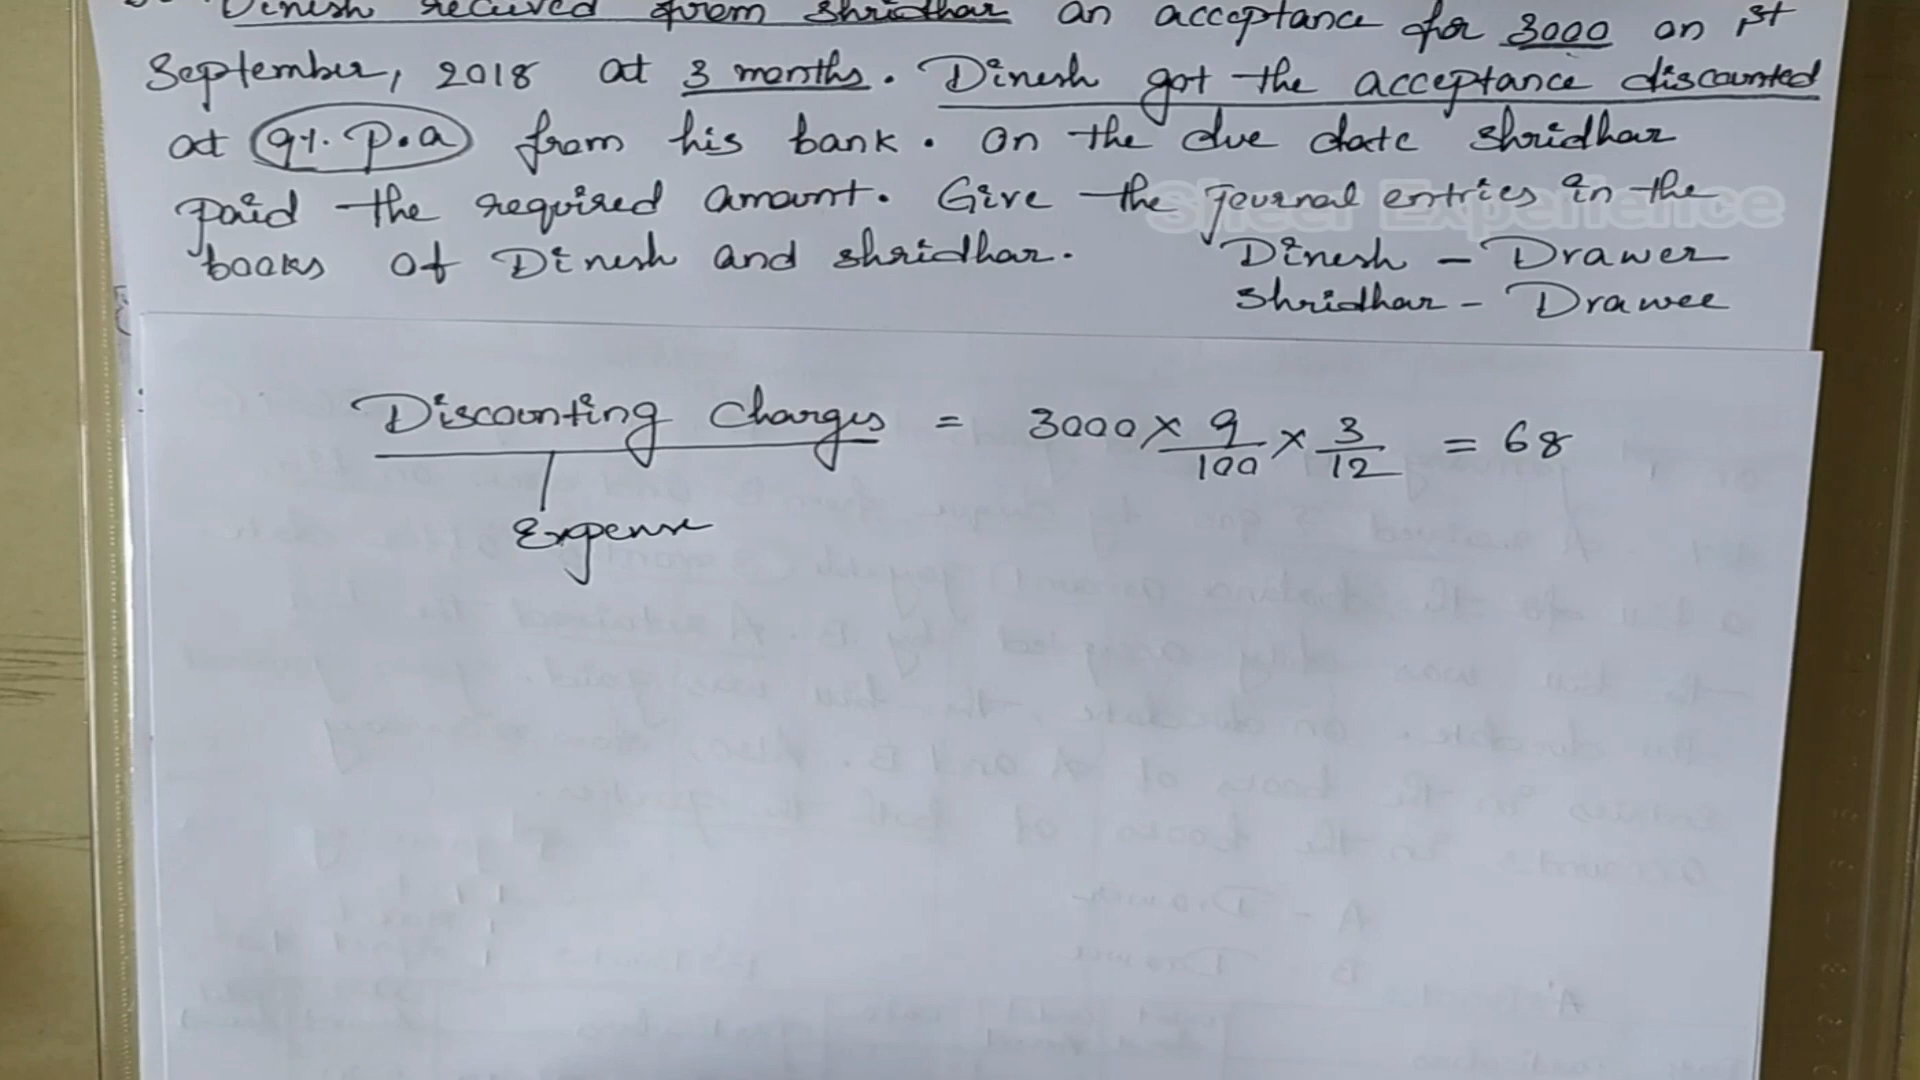 Dinesh received from Shridhar an acceptance for 3000 on 1st
September, 2018 at 3 months. Dinesh got the acceptance discounted
at 9%. p.a from his bank. On the due date Shridhar
paid the required amount. Give the journal entries in the
books of Dinesh and Shridhar.
Sheer Experience
Dinesh - Drawer
Shridhar - Drawee
Discounting Charges = 3000 × 9/100 × 3/12 = 68
Expense